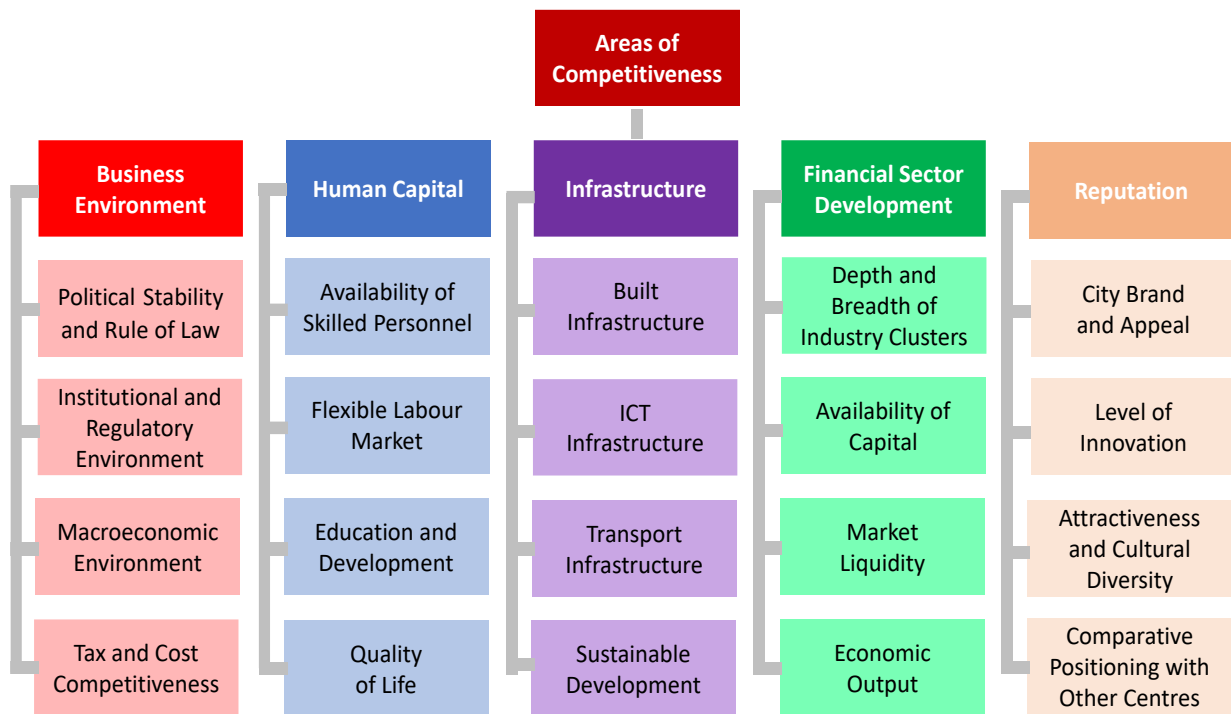 Areas of
Competitiveness
Business
Environment
Human Capital
Infrastructure
Financial Sector
Development
Reputation
Political Stability
and Rule of Law
Institutional and
Regulatory
Environment
Macroeconomic
Environment
Tax and Cost
Competitiveness
Availability of
Skilled Personnel
Flexible Labour
Market
Education and
Development
Quality
of Life
Built
Infrastructure
ICT
Infrastructure
Transport
Infrastructure
Sustainable
Development
Depth and
Breadth of
Industry Clusters
Availability of
Capital
Market
Liquidity
Economic
Output
City Brand
and Appeal
Level of
Innovation
Attractiveness
and Cultural
Diversity
Comparative
Positioning with
Other Centres